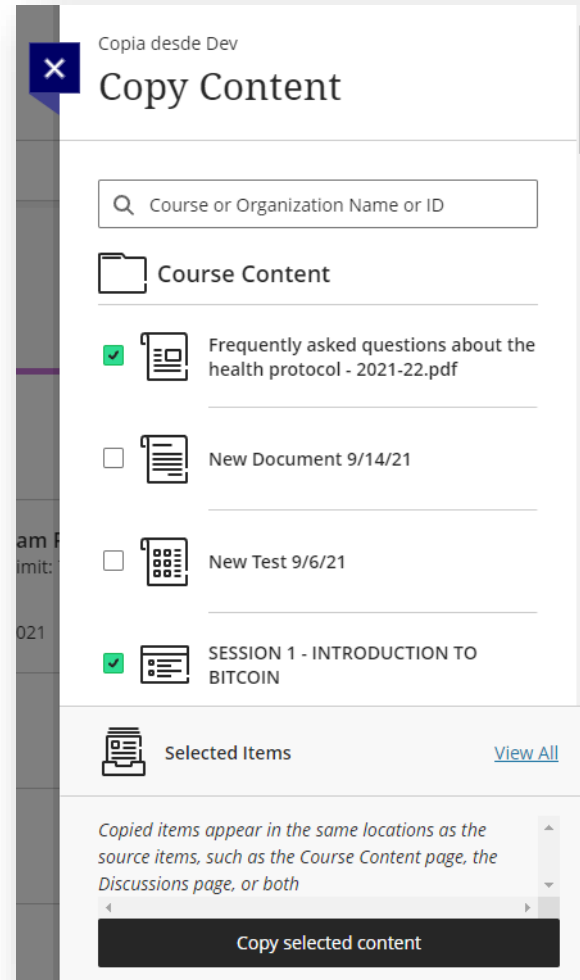 Copia desde Dev
Copy Content
Course or Organization Name or ID
Course Content
Frequently asked questions about the
health protocol - 2021-22.pdf
New Document 9/14/21
New Test 9/6/21
am
imit:
021
SESSION 1 - INTRODUCTION TO
BITCOIN
Selected Items
View All
Copied items appear in the same locations as the
source items, such as the Course Content page, the
Discussions page, or both
Copy selected content